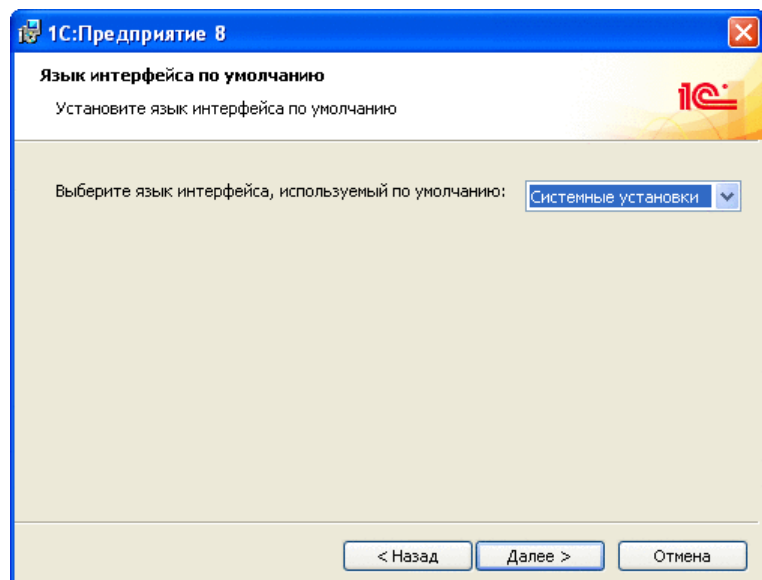 1С:Предприятие 8
Язык интерфейса по умолчанию
Установите язык интерфейса по умолчанию
1С
Выберите язык интерфейса, используемый по умолчанию: Системные установки
< Назад Далее > Отмена